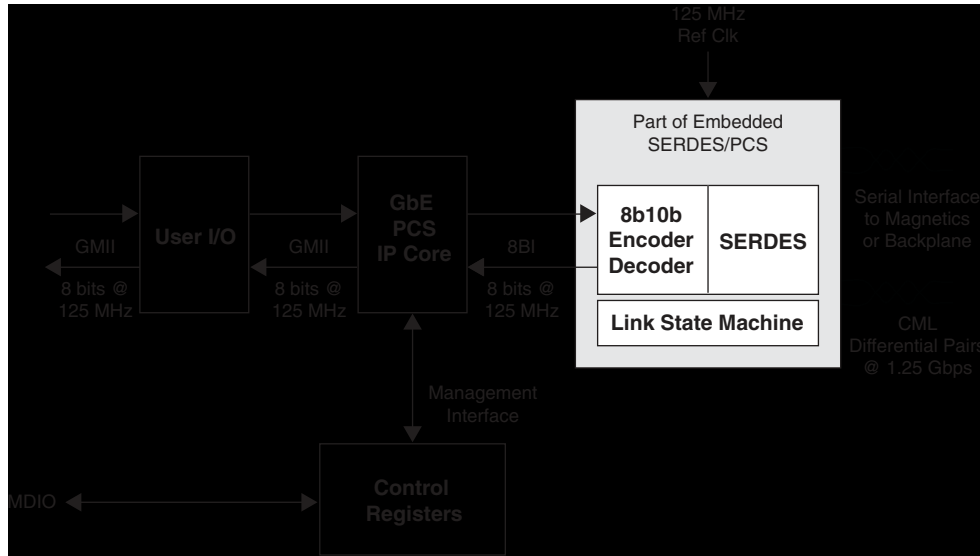 125 MHz
Ref Clk
Part of Embedded
SERDES/PCS
8b10b
Encoder
Decoder
SERDES
Link State Machine
Serial Interface
to Magnetics
or Backplane
CML
Differential Pairs
@ 1.25 Gbps
GMII
8 bits @
125 MHz
User I/O
GMII
8 bits @
125 MHz
GbE
PCS
IP Core
8BI
8 bits @
125 MHz
Management
Interface
MDIO
Control
Registers